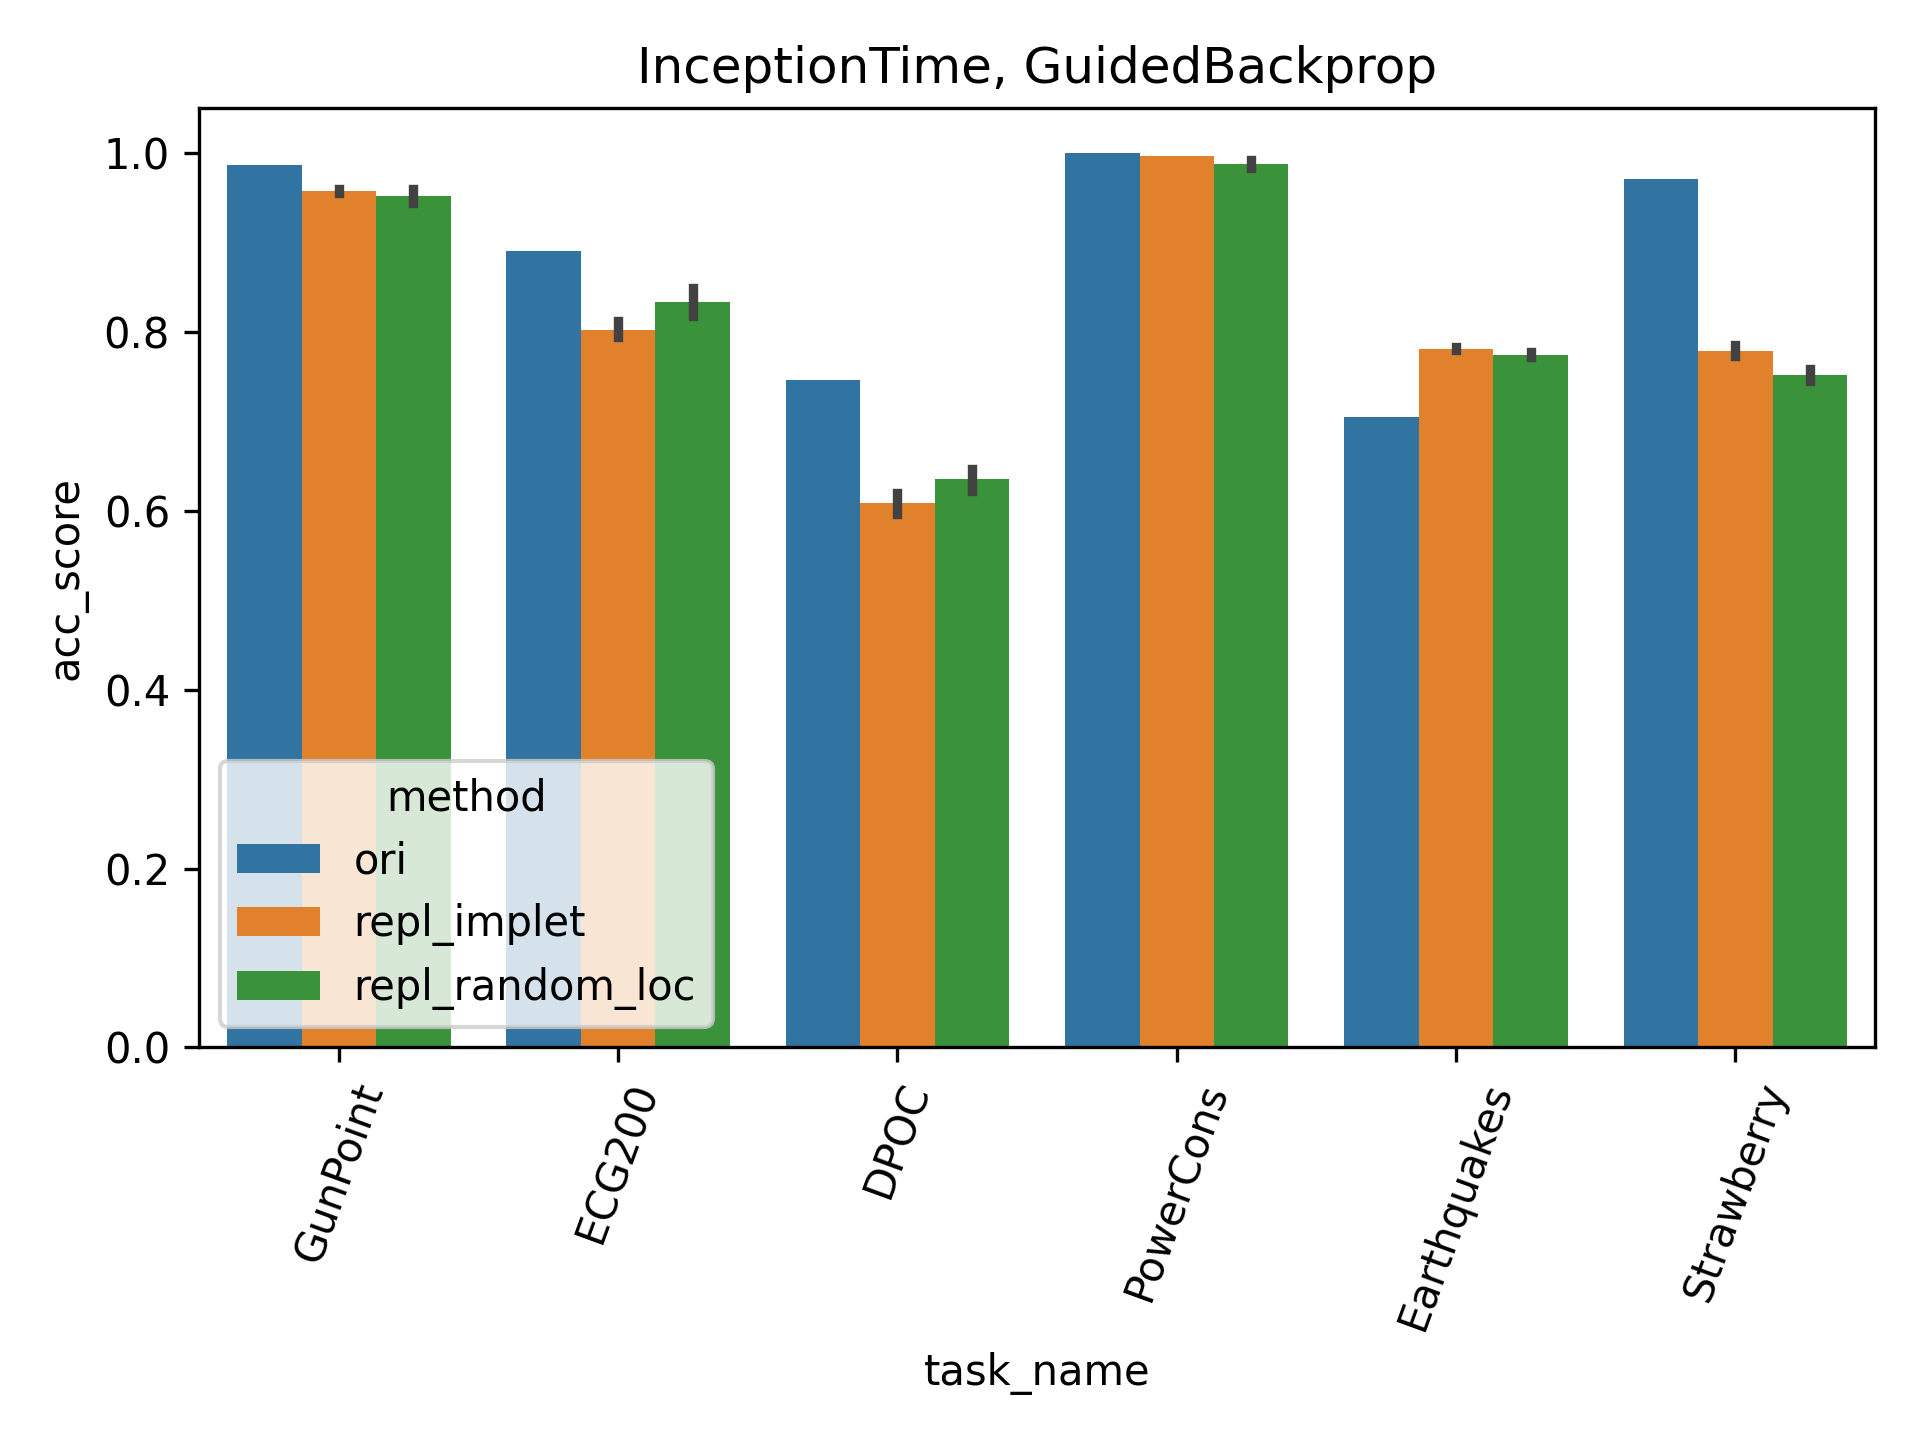 InceptionTime, GuidedBackprop
acc_score
1.0
0.8
0.6
0.4
0.2
0.0
method
ori
repl_implet
repl_random_loc
GunPoint
ECG200
DPOC
PowerCons
Earthquakes
Strawberry
task_name